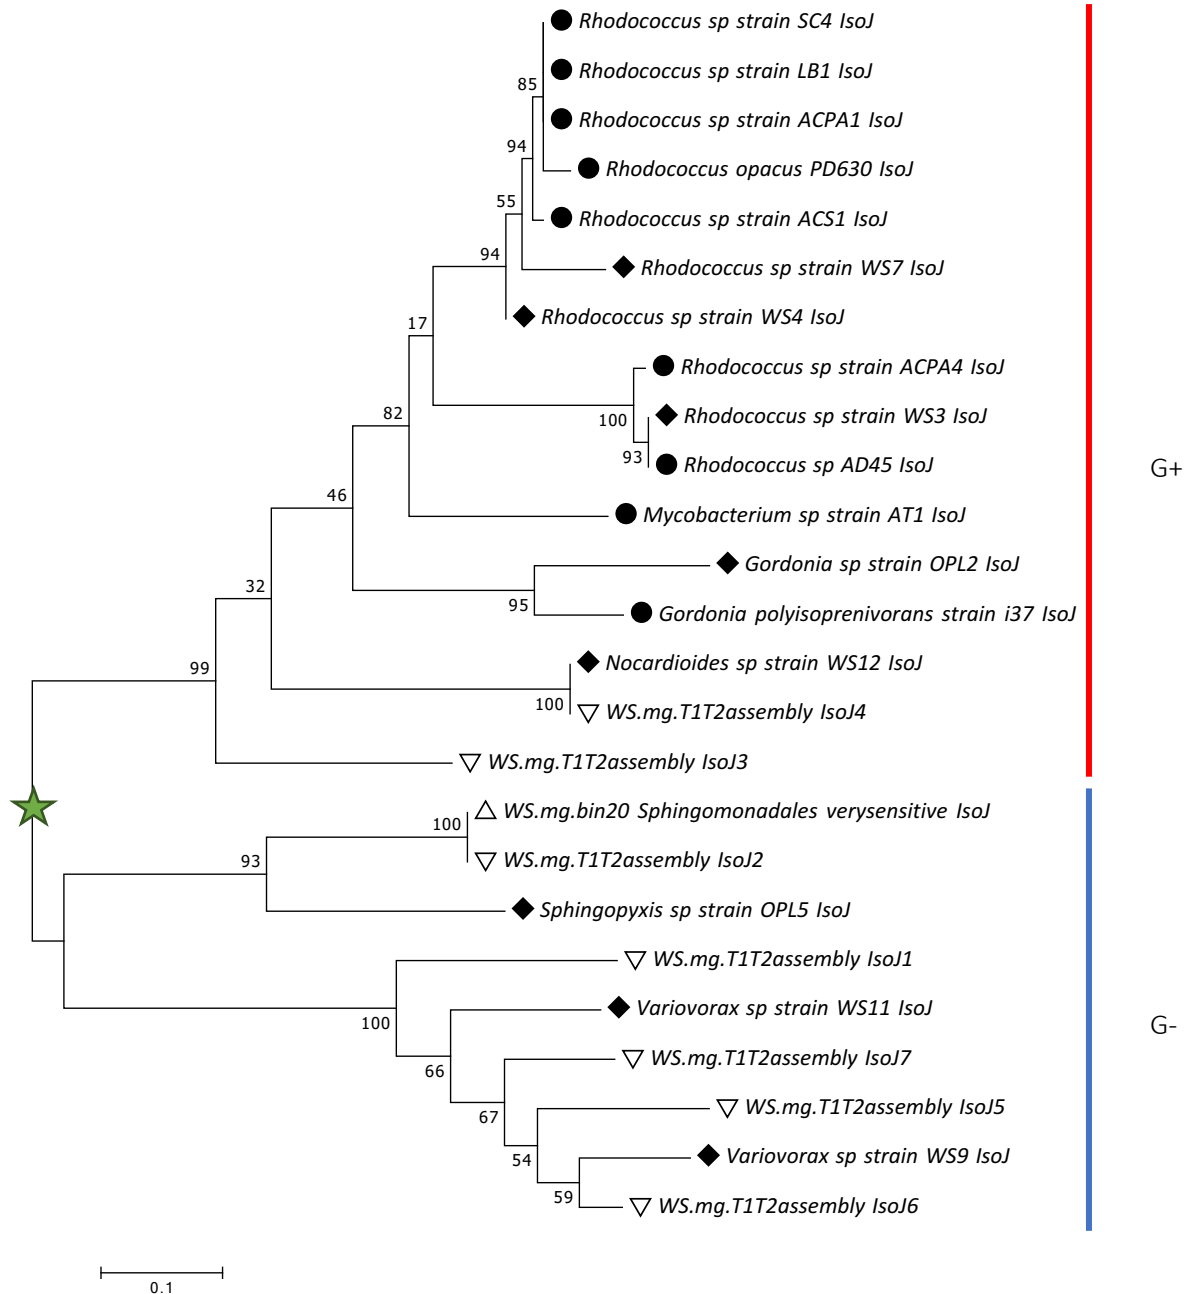 Rhodococcus sp strain SC4 IsoJ
Rhodococcus sp strain LB1 IsoJ
85
Rhodococcus sp strain ACPA1 IsoJ
94
Rhodococcus opacus PD630 IsoJ
55
Rhodococcus sp strain ACS1 IsoJ
94
Rhodococcus sp strain WS7 IsoJ
17
Rhodococcus sp strain WS4 IsoJ
Rhodococcus sp strain ACPA4 IsoJ
82
100
Rhodococcus sp strain WS3 IsoJ
93
Rhodococcus sp AD45 IsoJ
G+
46
Mycobacterium sp strain AT1 IsoJ
Gordonia sp strain OPL2 IsoJ
32
95
Gordonia polyisoprenivorans strain i37 IsoJ
99
Nocardioides sp strain WS12 IsoJ
100
WS.mg.T1T2assembly IsoJ4
WS.mg.T1T2assembly IsoJ3
WS.mg.bin20 Sphingomonadales verysensitive IsoJ
100
93
WS.mg.T1T2assembly IsoJ2
Sphingopyxis sp strain OPL5 IsoJ
WS.mg.T1T2assembly IsoJ1
100
Variovorax sp strain WS11 IsoJ
G-
66
WS.mg.T1T2assembly IsoJ7
67
WS.mg.T1T2assembly IsoJ5
54
Variovorax sp strain WS9 IsoJ
59
WS.mg.T1T2assembly IsoJ6
0.1